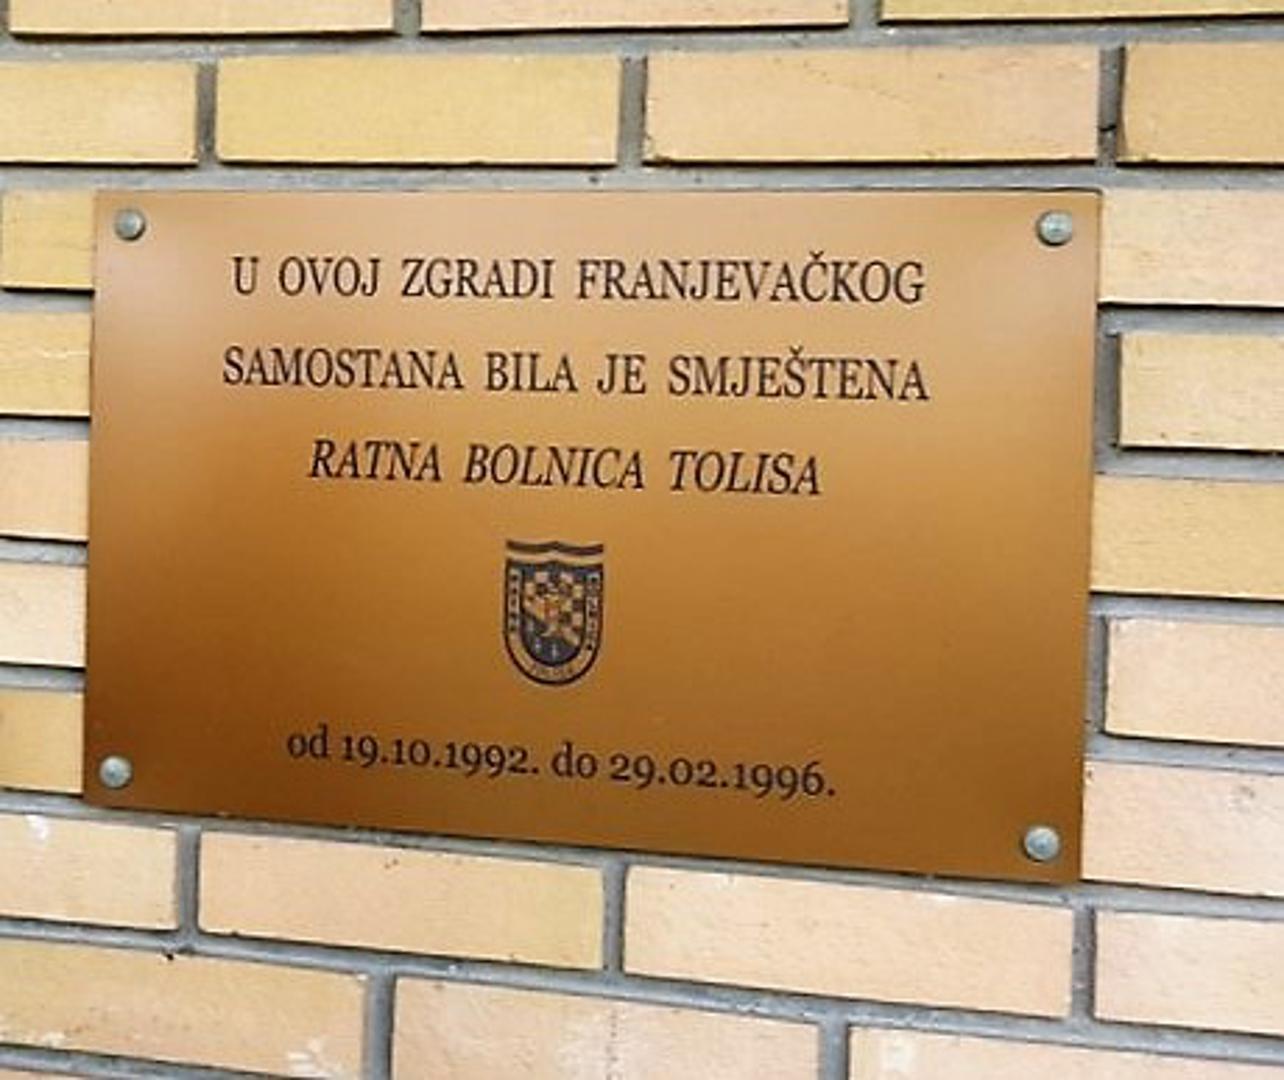 U OVOJ ZGRADI FRANJEVAČKOG
SAMOSTANA BILA JE SMJEŠTENA
RATNA BOLNICA TOLISA
od 19.10.1992. do 29.02.1996.